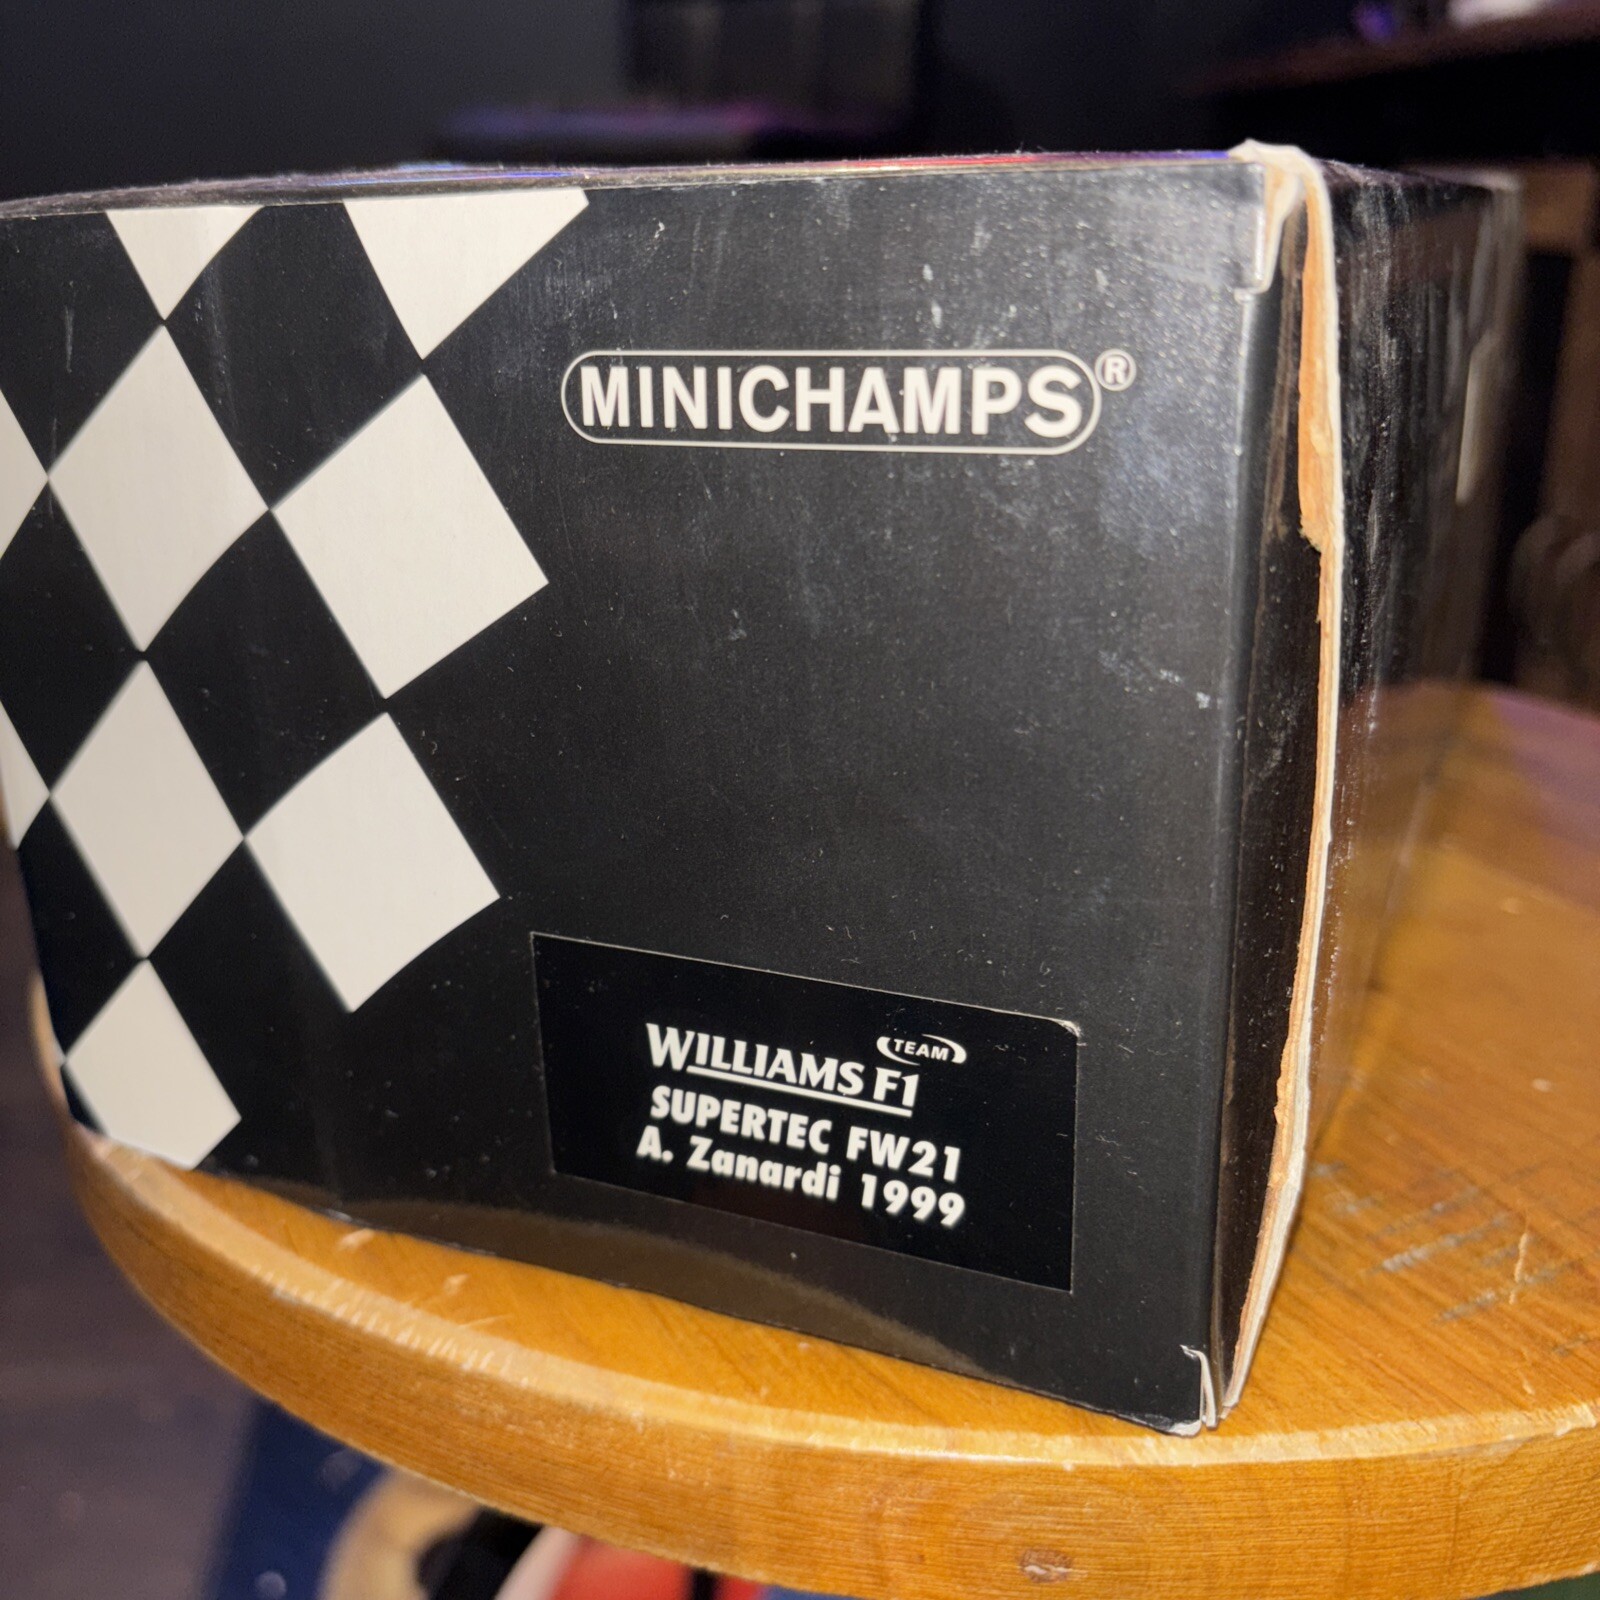 MINICHAMPS®
TEAM
WILLIAMS F1
SUPERTEC FW21
A. Zanardi 1999